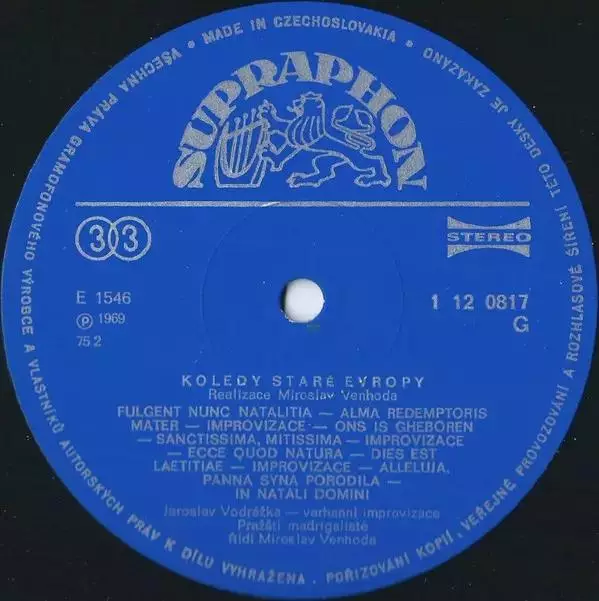 • MADE IN CZECHOSLOVAKIA •
SUPRAPHON
33
STEREO
E 1546
Ⓟ 1969
75 2
1 12 0817
G
KOLEDY STARÉ EVROPY
Realizace Miroslav Venhoda
FULGENT NUNC NATALITIA — ALMA REDEMPTORIS
MATER — IMPROVIZACE — ONS IS GHEBOREN
— SANCTISSIMA, MITISSIMA — IMPROVIZACE
— ECCE QUOD NATURA — DIES EST
LAETITIAE — IMPROVIZACE — ALLELUJA,
PANNA SYNA PORODILA —
IN NATALI DOMINI
Jaroslav Vodrážka — varhanní improvizace
Pražští madrigalisté
řídí Miroslav Venhoda
VŠECHNA PRÁVA GRAMOFONOVÉHO VÝROBCE A VLASTNÍKŮ AUTORSKÝCH PRÁV K DÍLU VYHRAŽENA. POŘIZOVÁNÍ KOPIÍ, VEŘEJNÉ PROVOZOVÁNÍ A ROZHLASOVÉ ŠÍŘENÍ TÉTO DESKY JE ZAKÁZÁNO